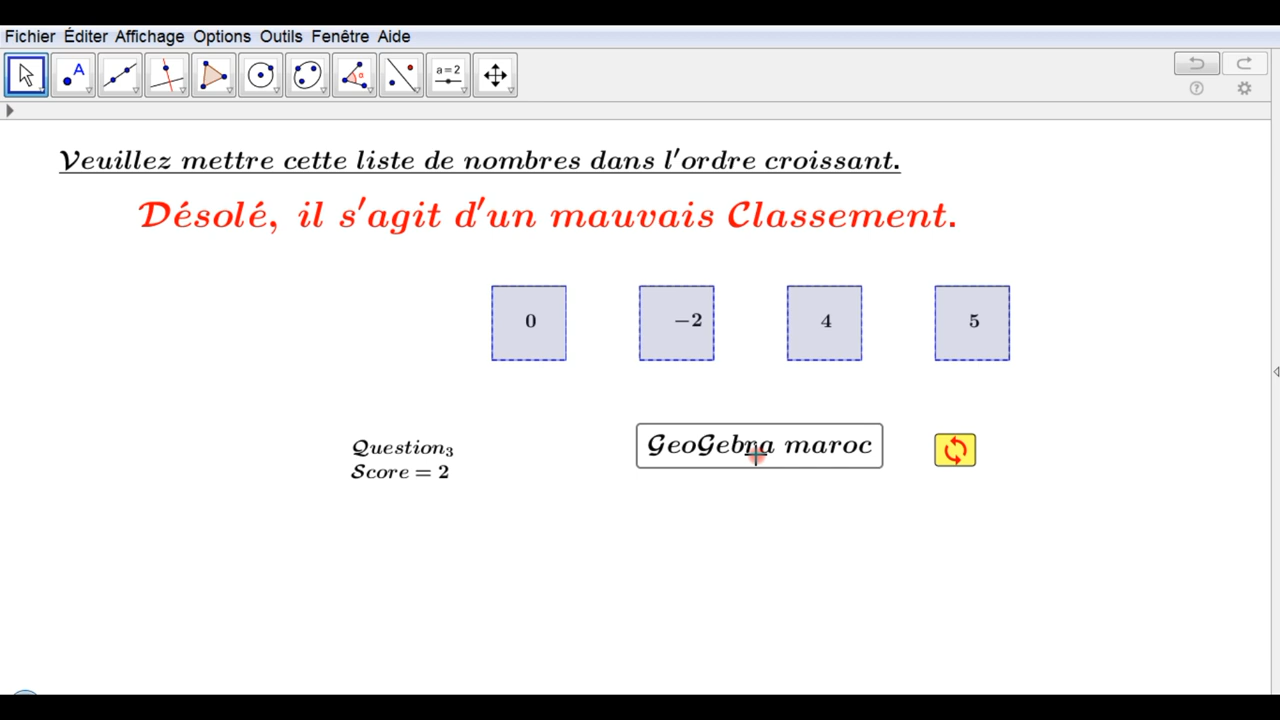 Fichier Éditer Affichage Options Outils Fenêtre Aide
A
α
a=2
Veuillez mettre cette liste de nombres dans l'ordre croissant.
Désolé, il s'agit d'un mauvais Classement.
0 −2 4 5
Question₃
Score = 2
GeoGebra maroc